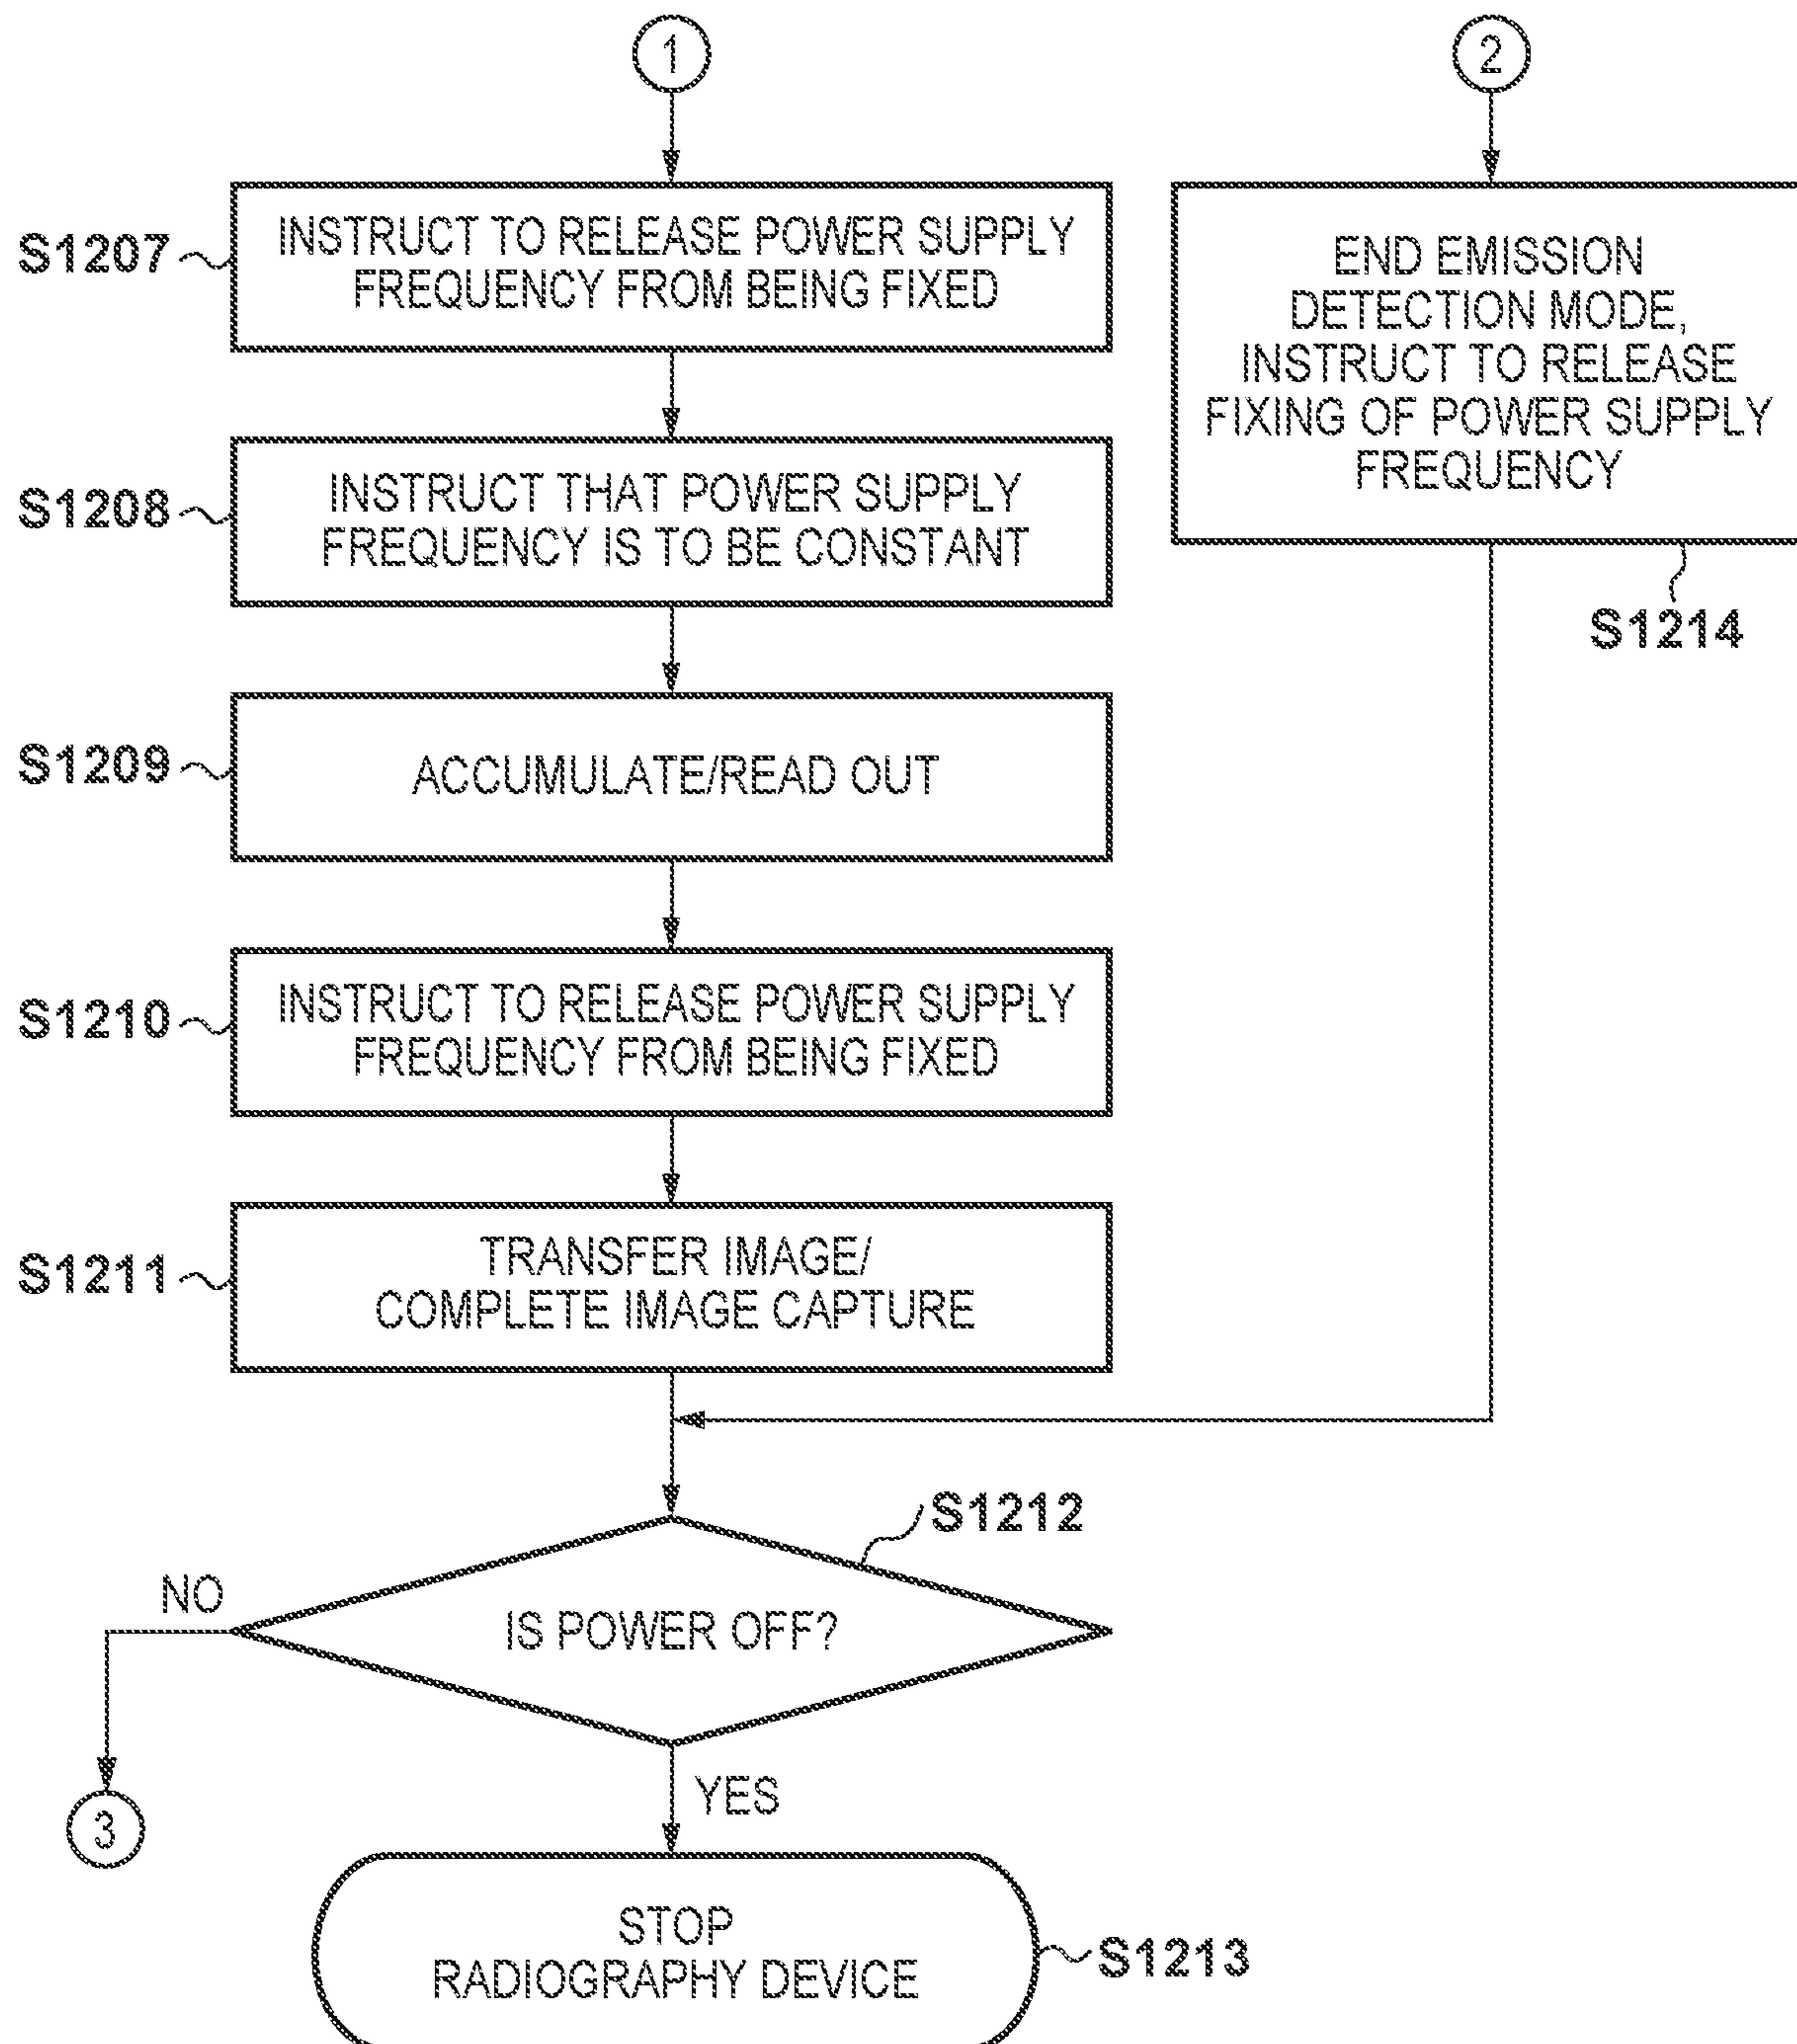 1
2
S1207
INSTRUCT TO RELEASE POWER SUPPLY
FREQUENCY FROM BEING FIXED
END EMISSION
DETECTION MODE,
INSTRUCT TO RELEASE
FIXING OF POWER SUPPLY
FREQUENCY
S1214
S1208
INSTRUCT THAT POWER SUPPLY
FREQUENCY IS TO BE CONSTANT
S1209
ACCUMULATE/READ OUT
S1210
INSTRUCT TO RELEASE POWER SUPPLY
FREQUENCY FROM BEING FIXED
S1211
TRANSFER IMAGE/
COMPLETE IMAGE CAPTURE
S1212
NO
IS POWER OFF?
YES
3
STOP
RADIOGRAPHY DEVICE
S1213